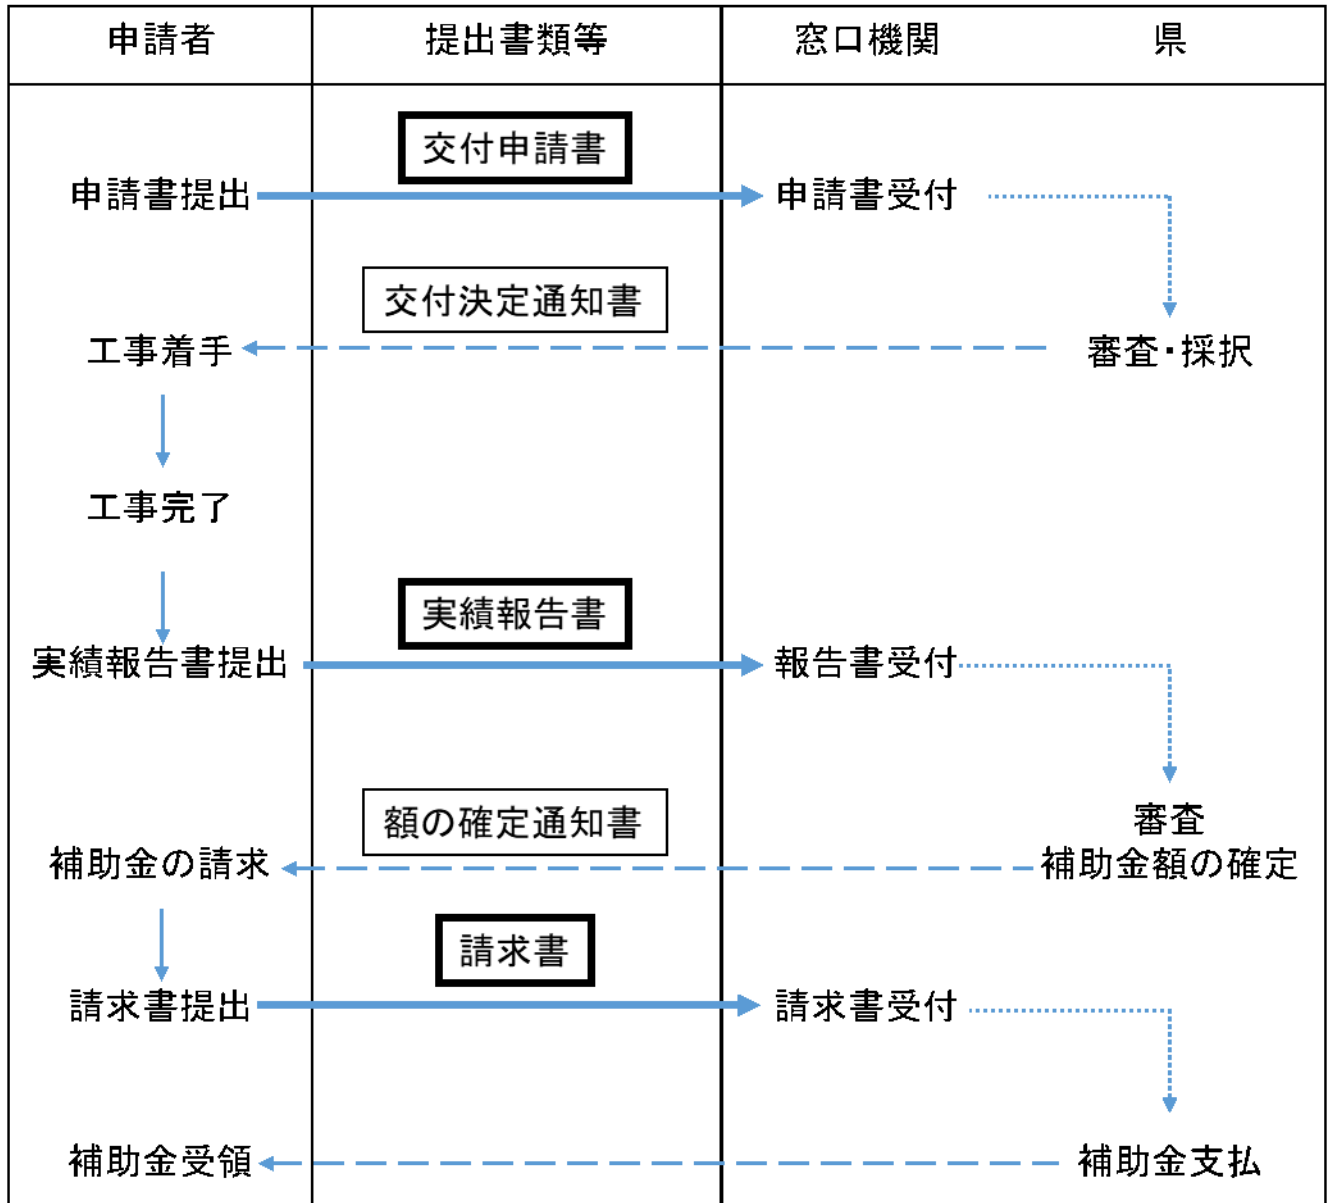 申請者
提出書類等
窓口機関
県
交付申請書
申請書提出
申請書受付
交付決定通知書
工事着手
審査・採択
工事完了
実績報告書
実績報告書提出
報告書受付
額の確定通知書
審査
補助金の請求
補助金額の確定
請求書
請求書提出
請求書受付
補助金受領
補助金支払